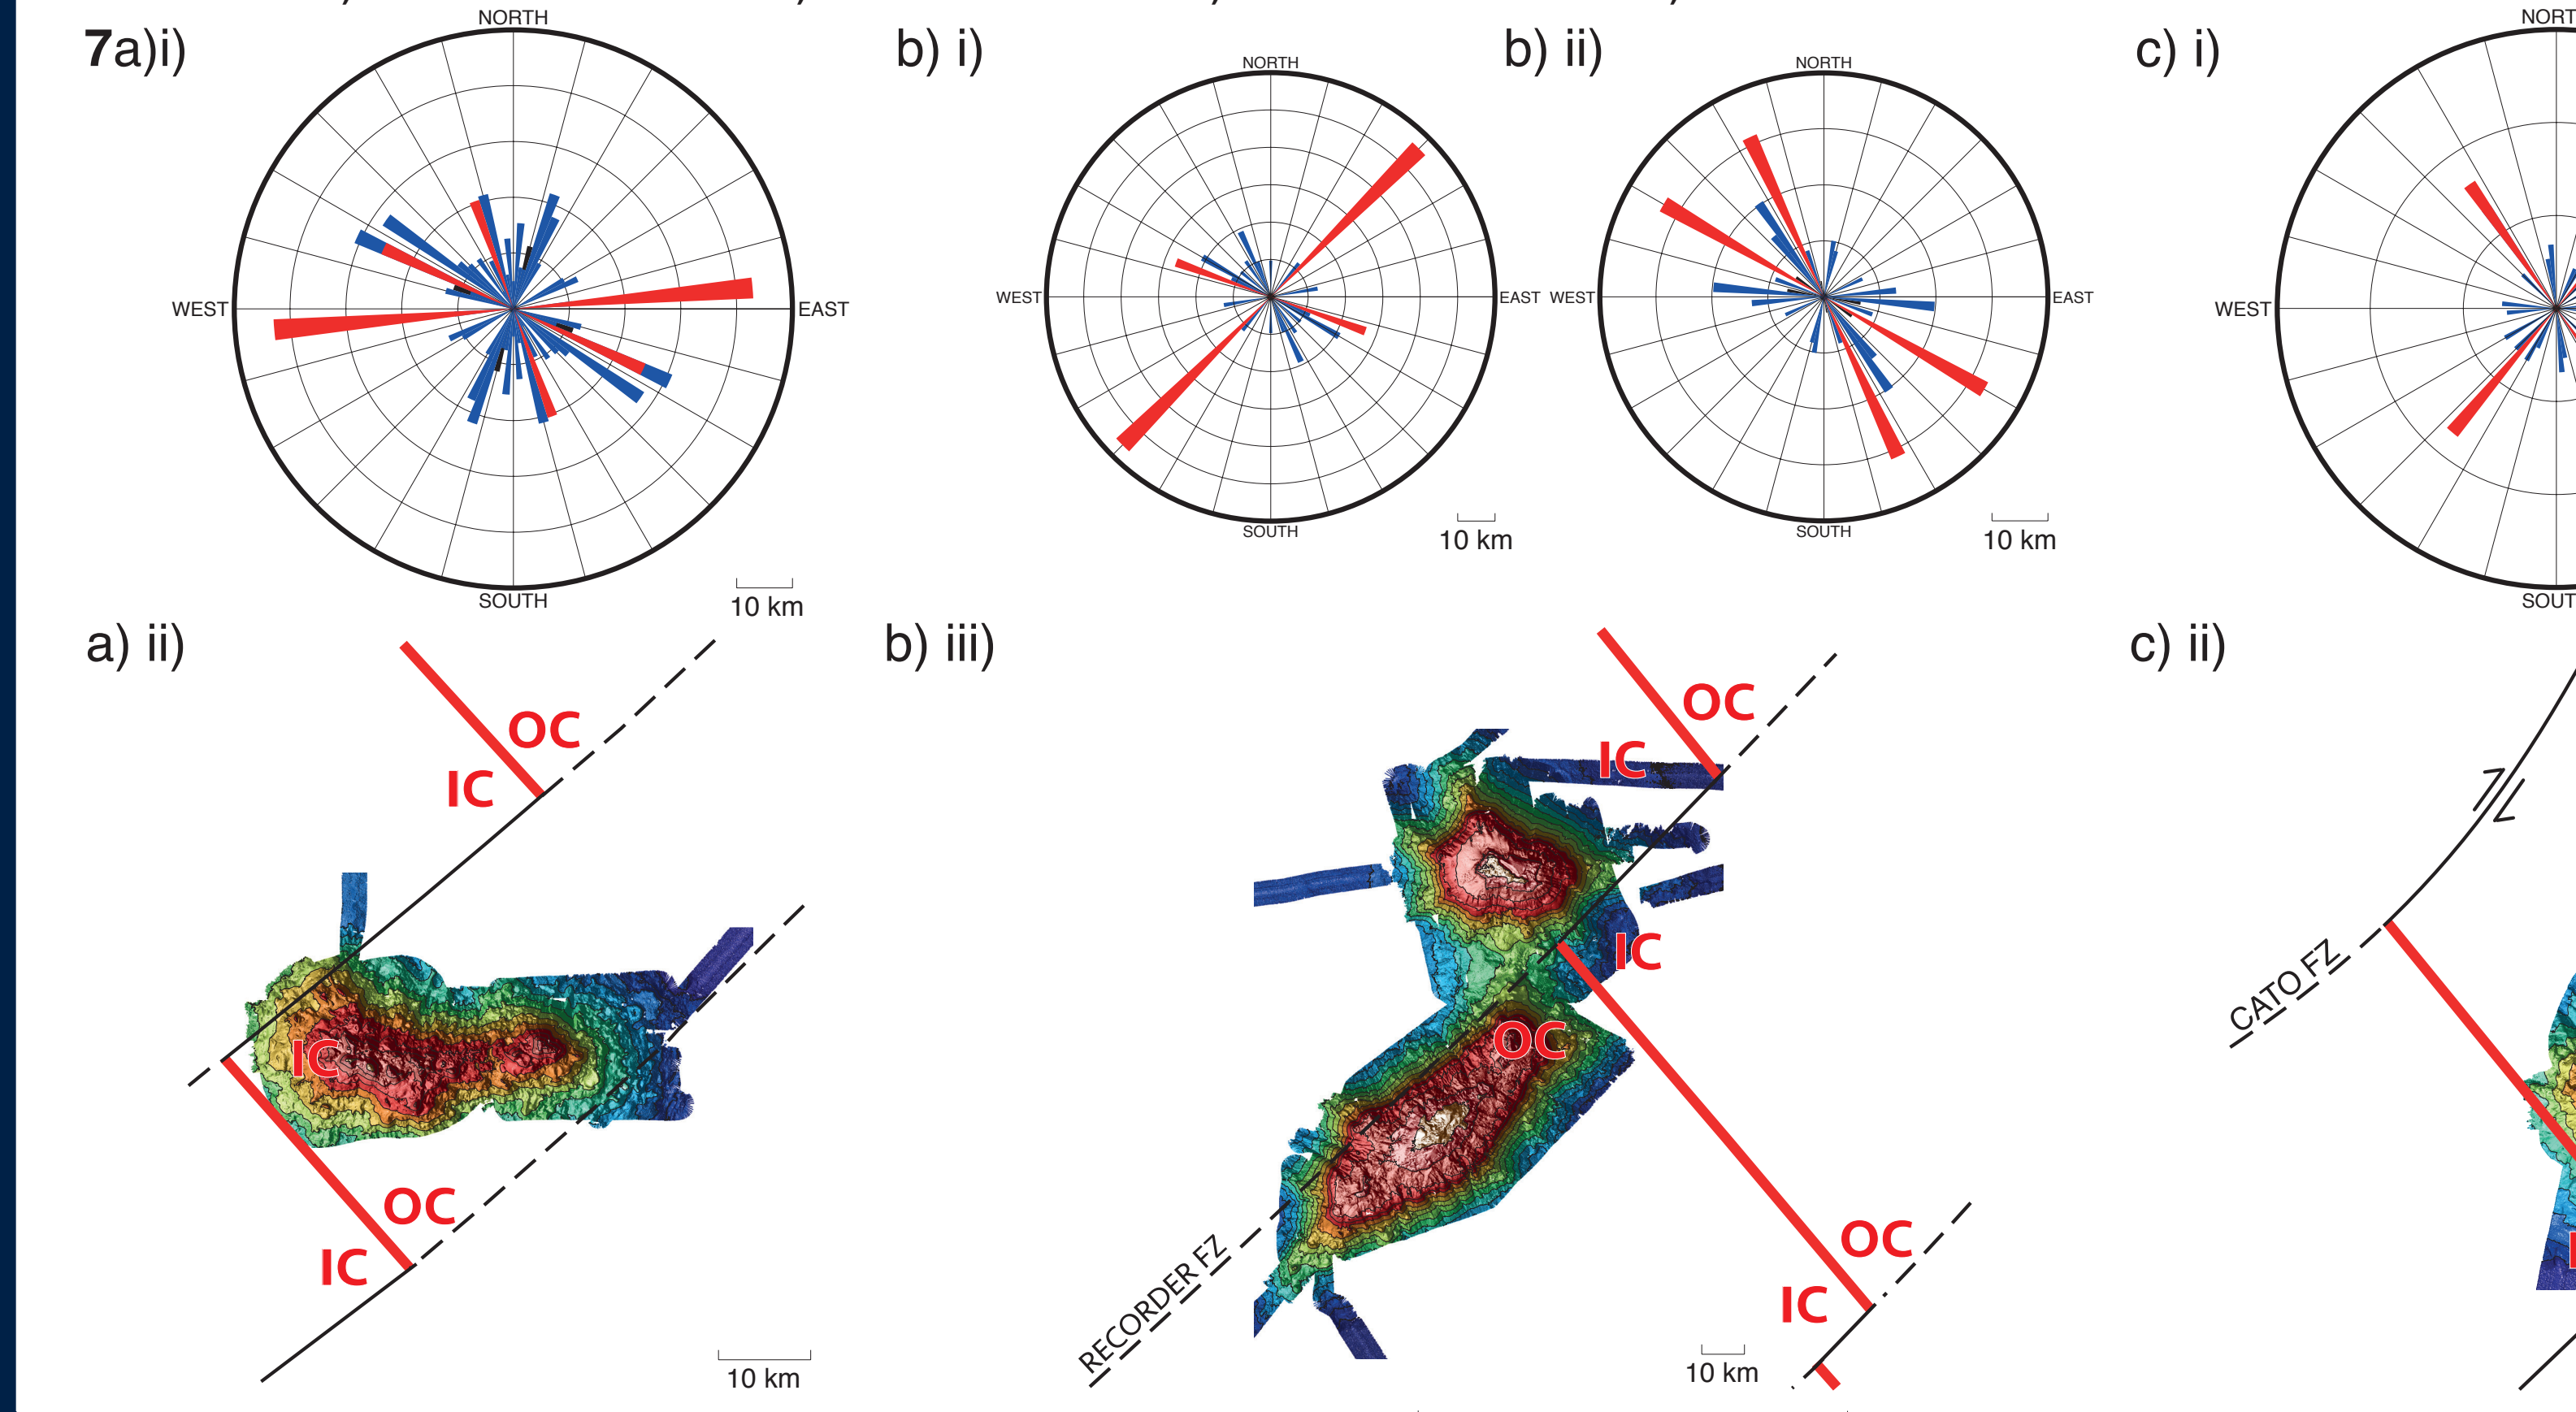 7a)i)
NORTH
WEST
EAST
SOUTH
10 km
b) i)
NORTH
WEST
EAST
SOUTH
10 km
b) ii)
NORTH
WEST
EAST
SOUTH
10 km
c) i)
NORT
WEST
SOUT
a) ii)
OC
IC
IC
OC
IC
10 km
b) iii)
OC
IC
IC
OC
OC
IC
RECORDER FZ
10 km
c) ii)
CATO FZ